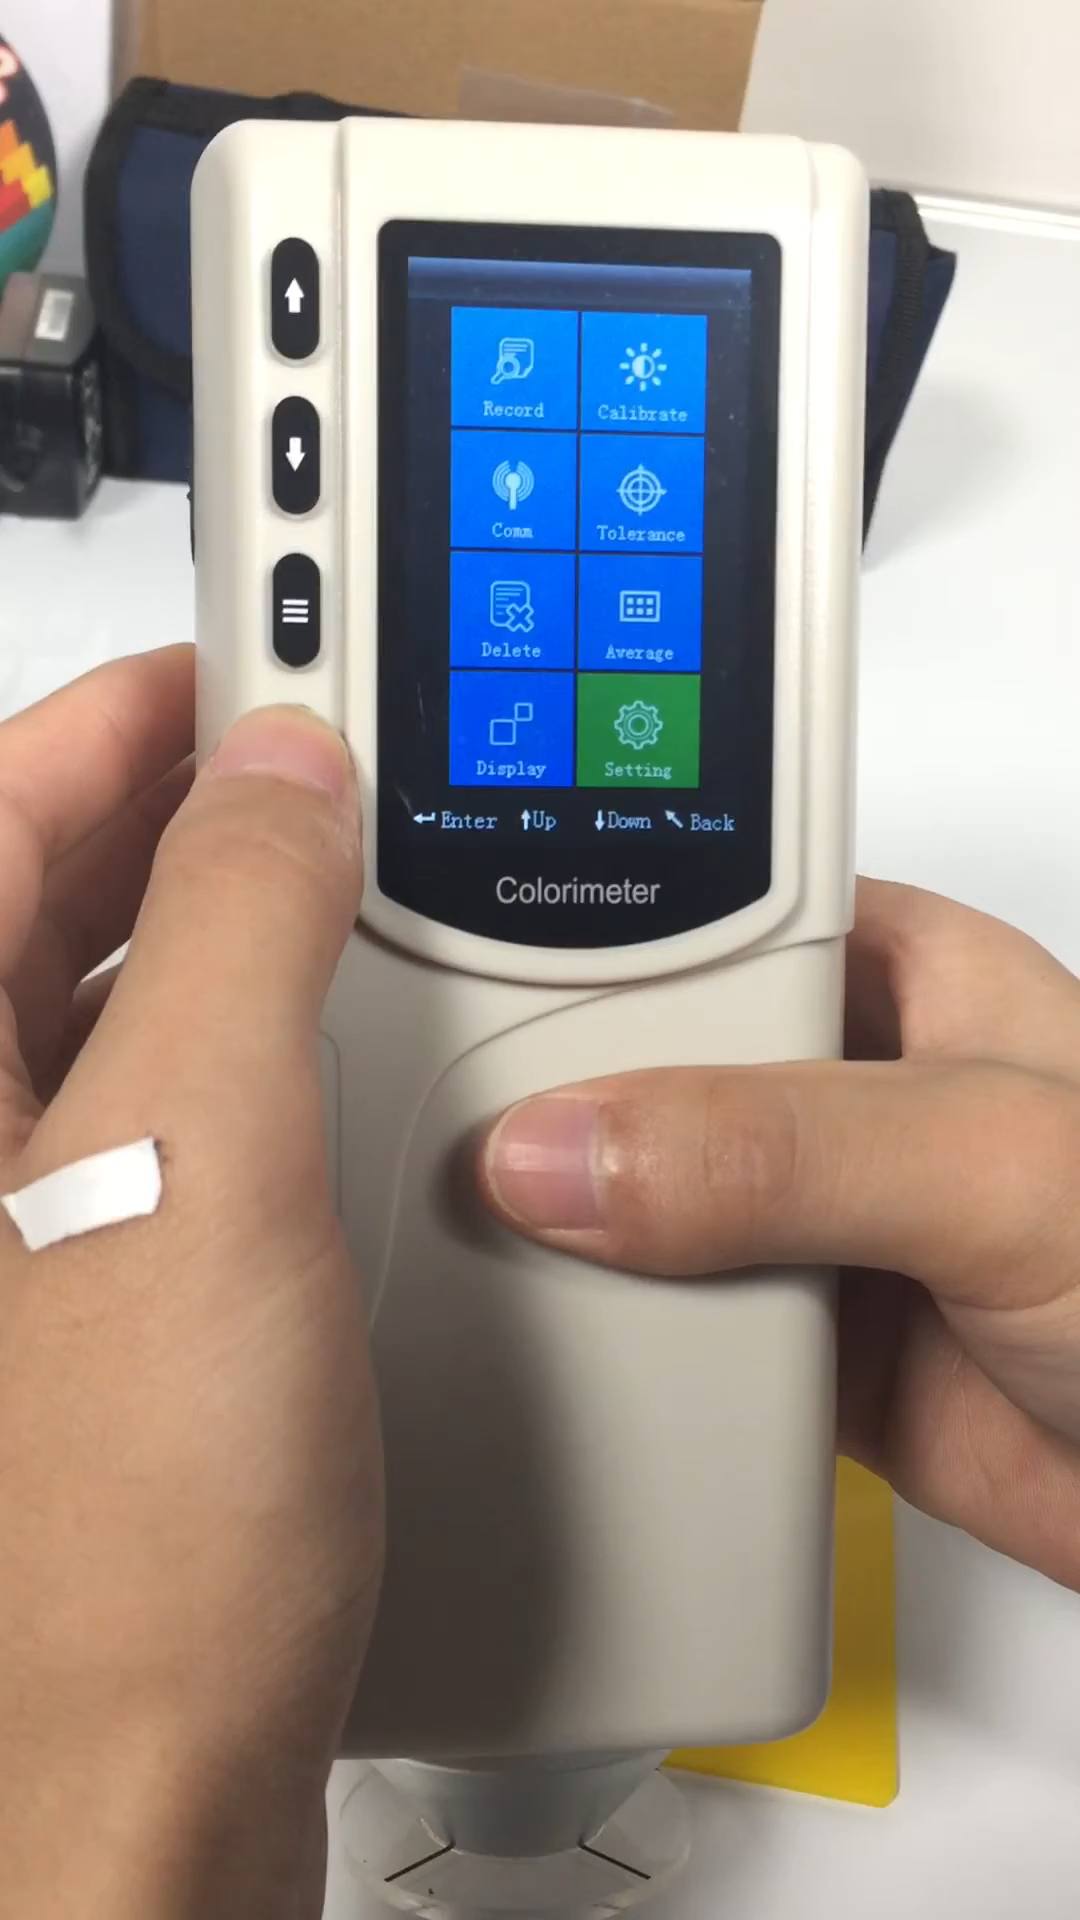 Record
Calibrate
Comm
Tolerance
Delete
Average
Display
Setting
Enter Up Down Back
Colorimeter